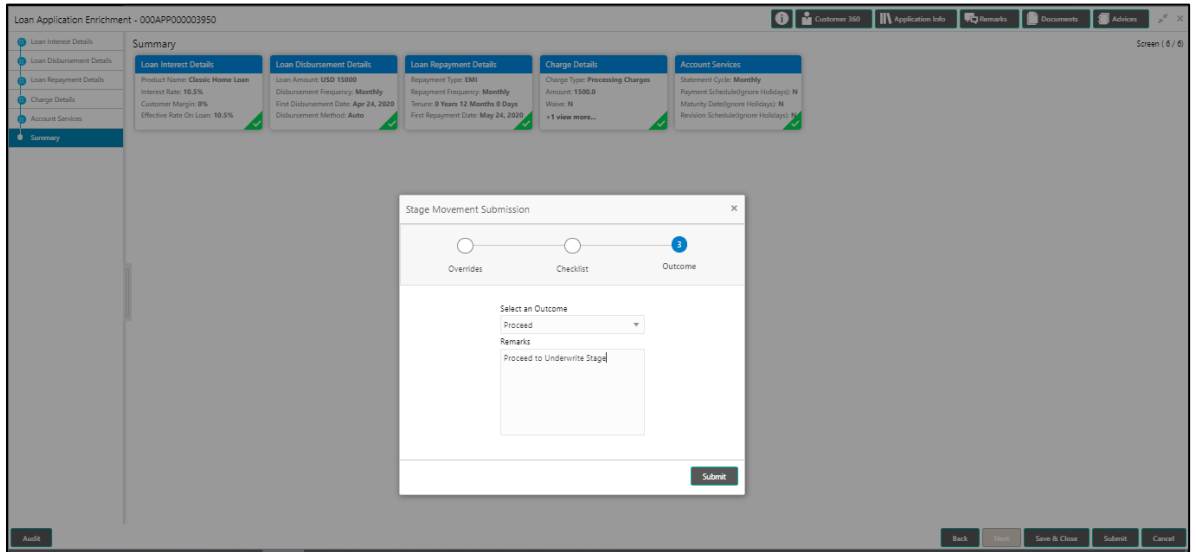 Loan Application Enrichment - 000APP000003950
Customer 360
Application Info
Remarks
Documents
Advices
Loan Interest Details
Loan Disbursement Details
Loan Repayment Details
Charge Details
Account Services
Summary
Summary
Screen ( 6 / 6)
Loan Interest Details
Product Name: Classic Home Loan
Interest Rate: 10.5%
Customer Margin: 0%
Effective Rate On Loan: 10.5%
Loan Disbursement Details
Loan Amount: USD 15000
Disbursement Frequency: Monthly
First Disbursement Date: Apr 24, 2020
Disbursement Method: Auto
Loan Repayment Details
Repayment Type: EMI
Repayment Frequency: Monthly
Tenure: 0 Years 12 Months 0 Days
First Repayment Date: May 24, 2020
Charge Details
Charge Type: Processing Charges
Amount: 1500.0
Waive: N
+1 view more...
Account Services
Statement Cycle: Monthly
Payment Schedule(Ignore Holidays): N
Maturity Date(Ignore Holidays): N
Revision Schedule(Ignore Holidays): N
Stage Movement Submission
3
Overrides
Checklist
Outcome
Select an Outcome
Proceed
Remarks
Proceed to Underwrite Stage
Submit
Audit
Back
Next
Save & Close
Submit
Cancel